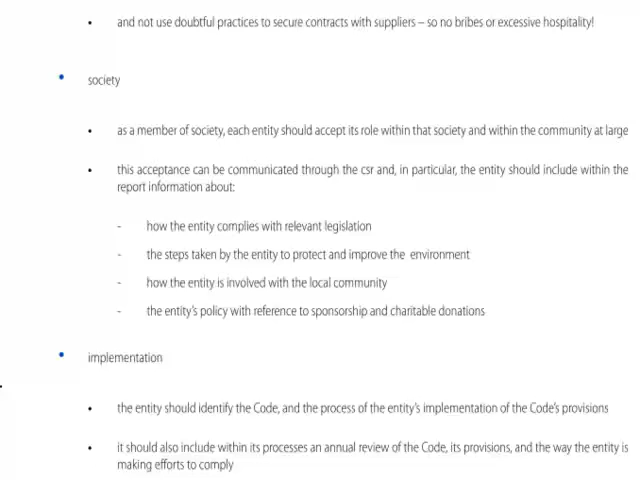 • and not use doubtful practices to secure contracts with suppliers – so no bribes or excessive hospitality!
• society
• as a member of society, each entity should accept its role within that society and within the community at large
• this acceptance can be communicated through the csr and, in particular, the entity should include within the
report information about:
- how the entity complies with relevant legislation
- the steps taken by the entity to protect and improve the environment
- how the entity is involved with the local community
- the entity’s policy with reference to sponsorship and charitable donations
• implementation
• the entity should identify the Code, and the process of the entity’s implementation of the Code’s provisions
• it should also include within its processes an annual review of the Code, its provisions, and the way the entity is
making efforts to comply